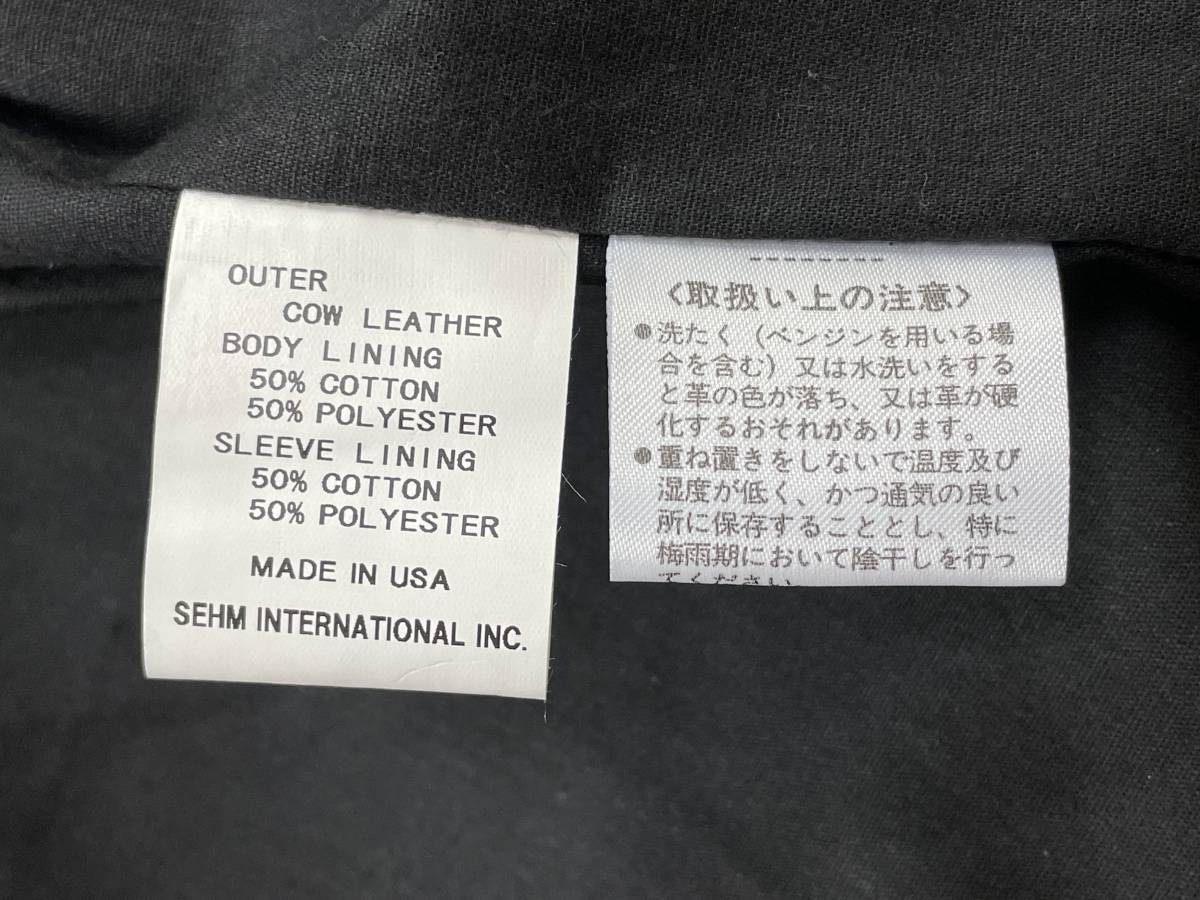 OUTER
COW LEATHER
BODY LINING
50% COTTON
50% POLYESTER
SLEEVE LINING
50% COTTON
50% POLYESTER
MADE IN USA
SEHM INTERNATIONAL INC.
--------
〈取扱い上の注意〉
●洗たく（ベンジンを用いる場
合を含む）又は水洗いをする
と革の色が落ち、又は革が硬
化するおそれがあります。
●重ね置きをしないで温度及び
湿度が低く、かつ通気の良い
所に保存することとし、特に
梅雨期において陰干しを行っ
てください。